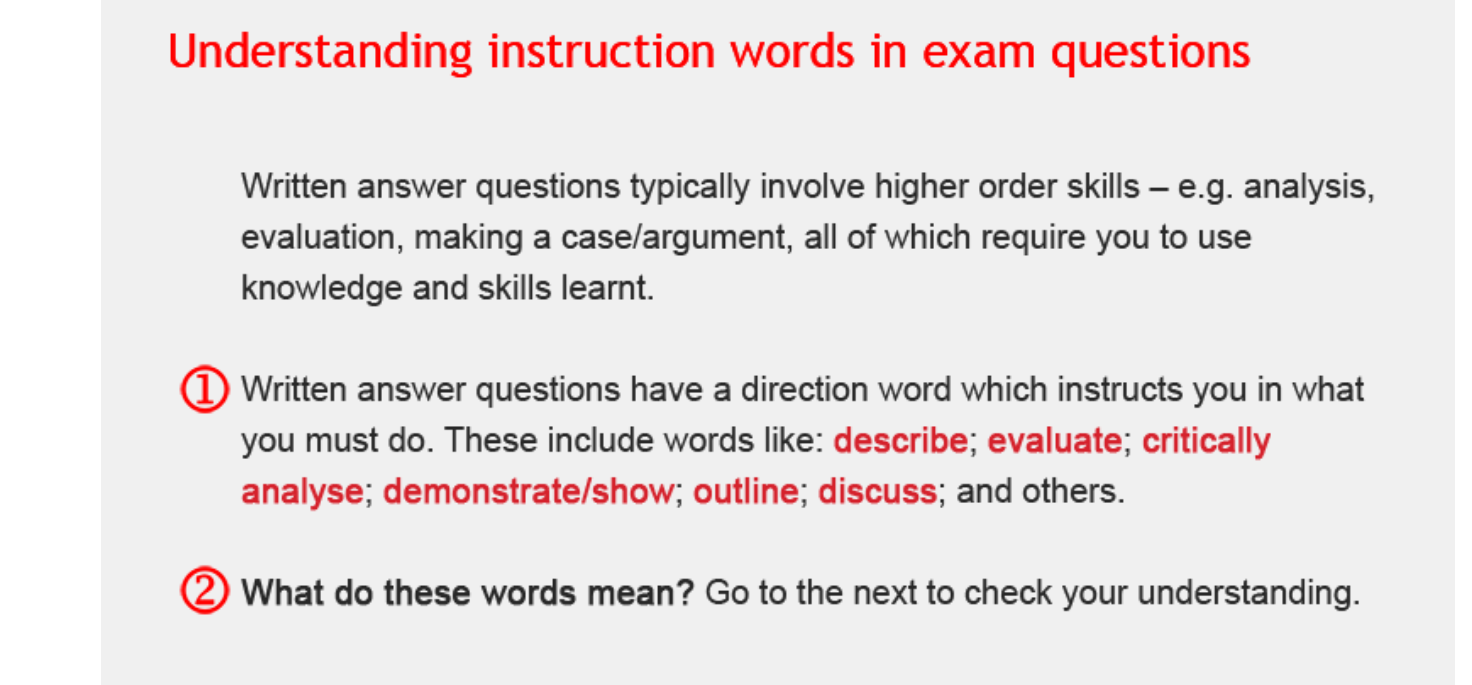 Understanding instruction words in exam questions
Written answer questions typically involve higher order skills – e.g. analysis,
evaluation, making a case/argument, all of which require you to use
knowledge and skills learnt.
① Written answer questions have a direction word which instructs you in what
you must do. These include words like: describe; evaluate; critically
analyse; demonstrate/show; outline; discuss; and others.
② What do these words mean? Go to the next to check your understanding.